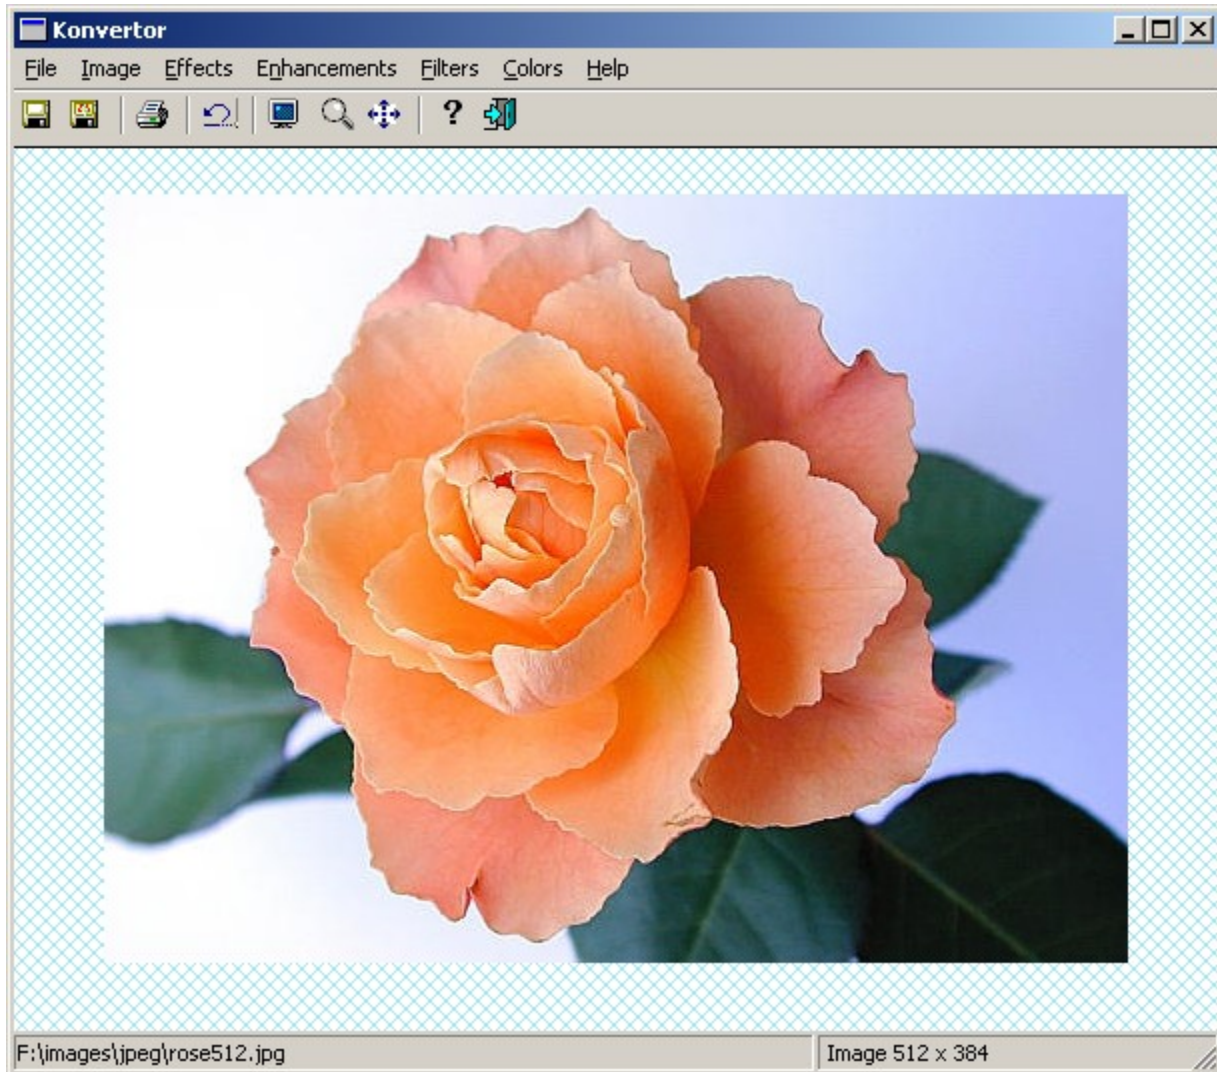 Konvertor
File Image Effects Enhancements Filters Colors Help
?
F:\images\jpeg\rose512.jpg
Image 512 x 384